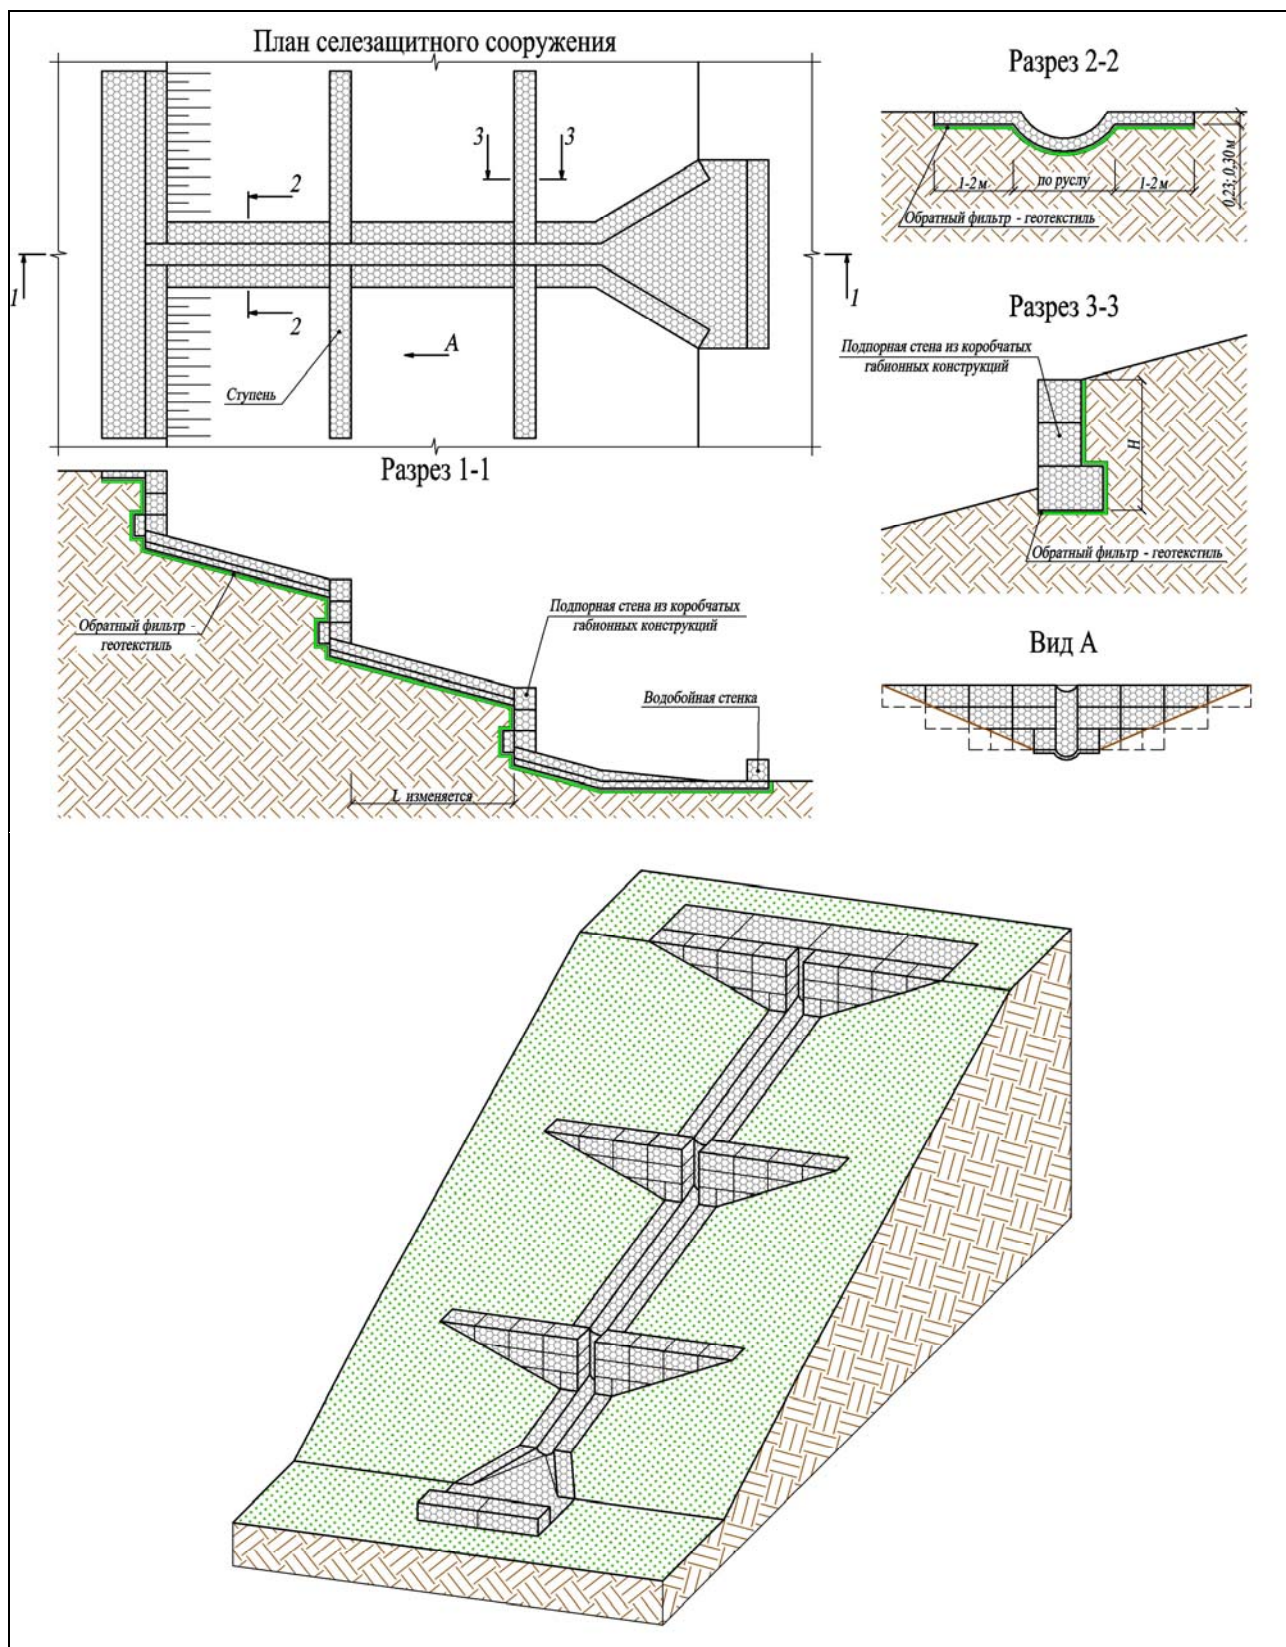 План селезащитного сооружения
3 3
2
1 1
2
А
Ступень
Разрез 2-2
1-2 м по руслу 1-2 м
0,23; 0,30 м
Обратный фильтр - геотекстиль
Разрез 3-3
Подпорная стена из коробчатых
габионных конструкций
Н
Обратный фильтр - геотекстиль
Разрез 1-1
Обратный фильтр -
геотекстиль
Подпорная стена из коробчатых
габионных конструкций
Водобойная стенка
L изменяется
Вид А